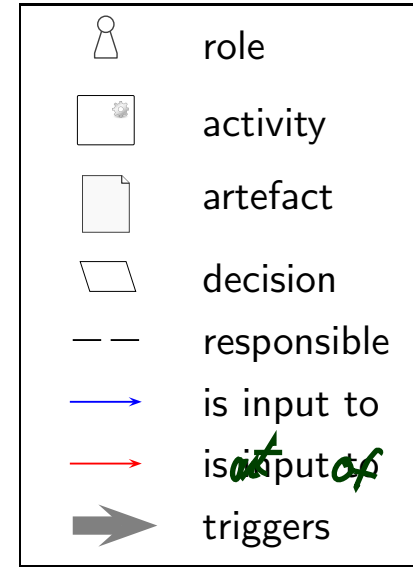 role
activity
artefact
decision
responsible
is input to
is output of
triggers